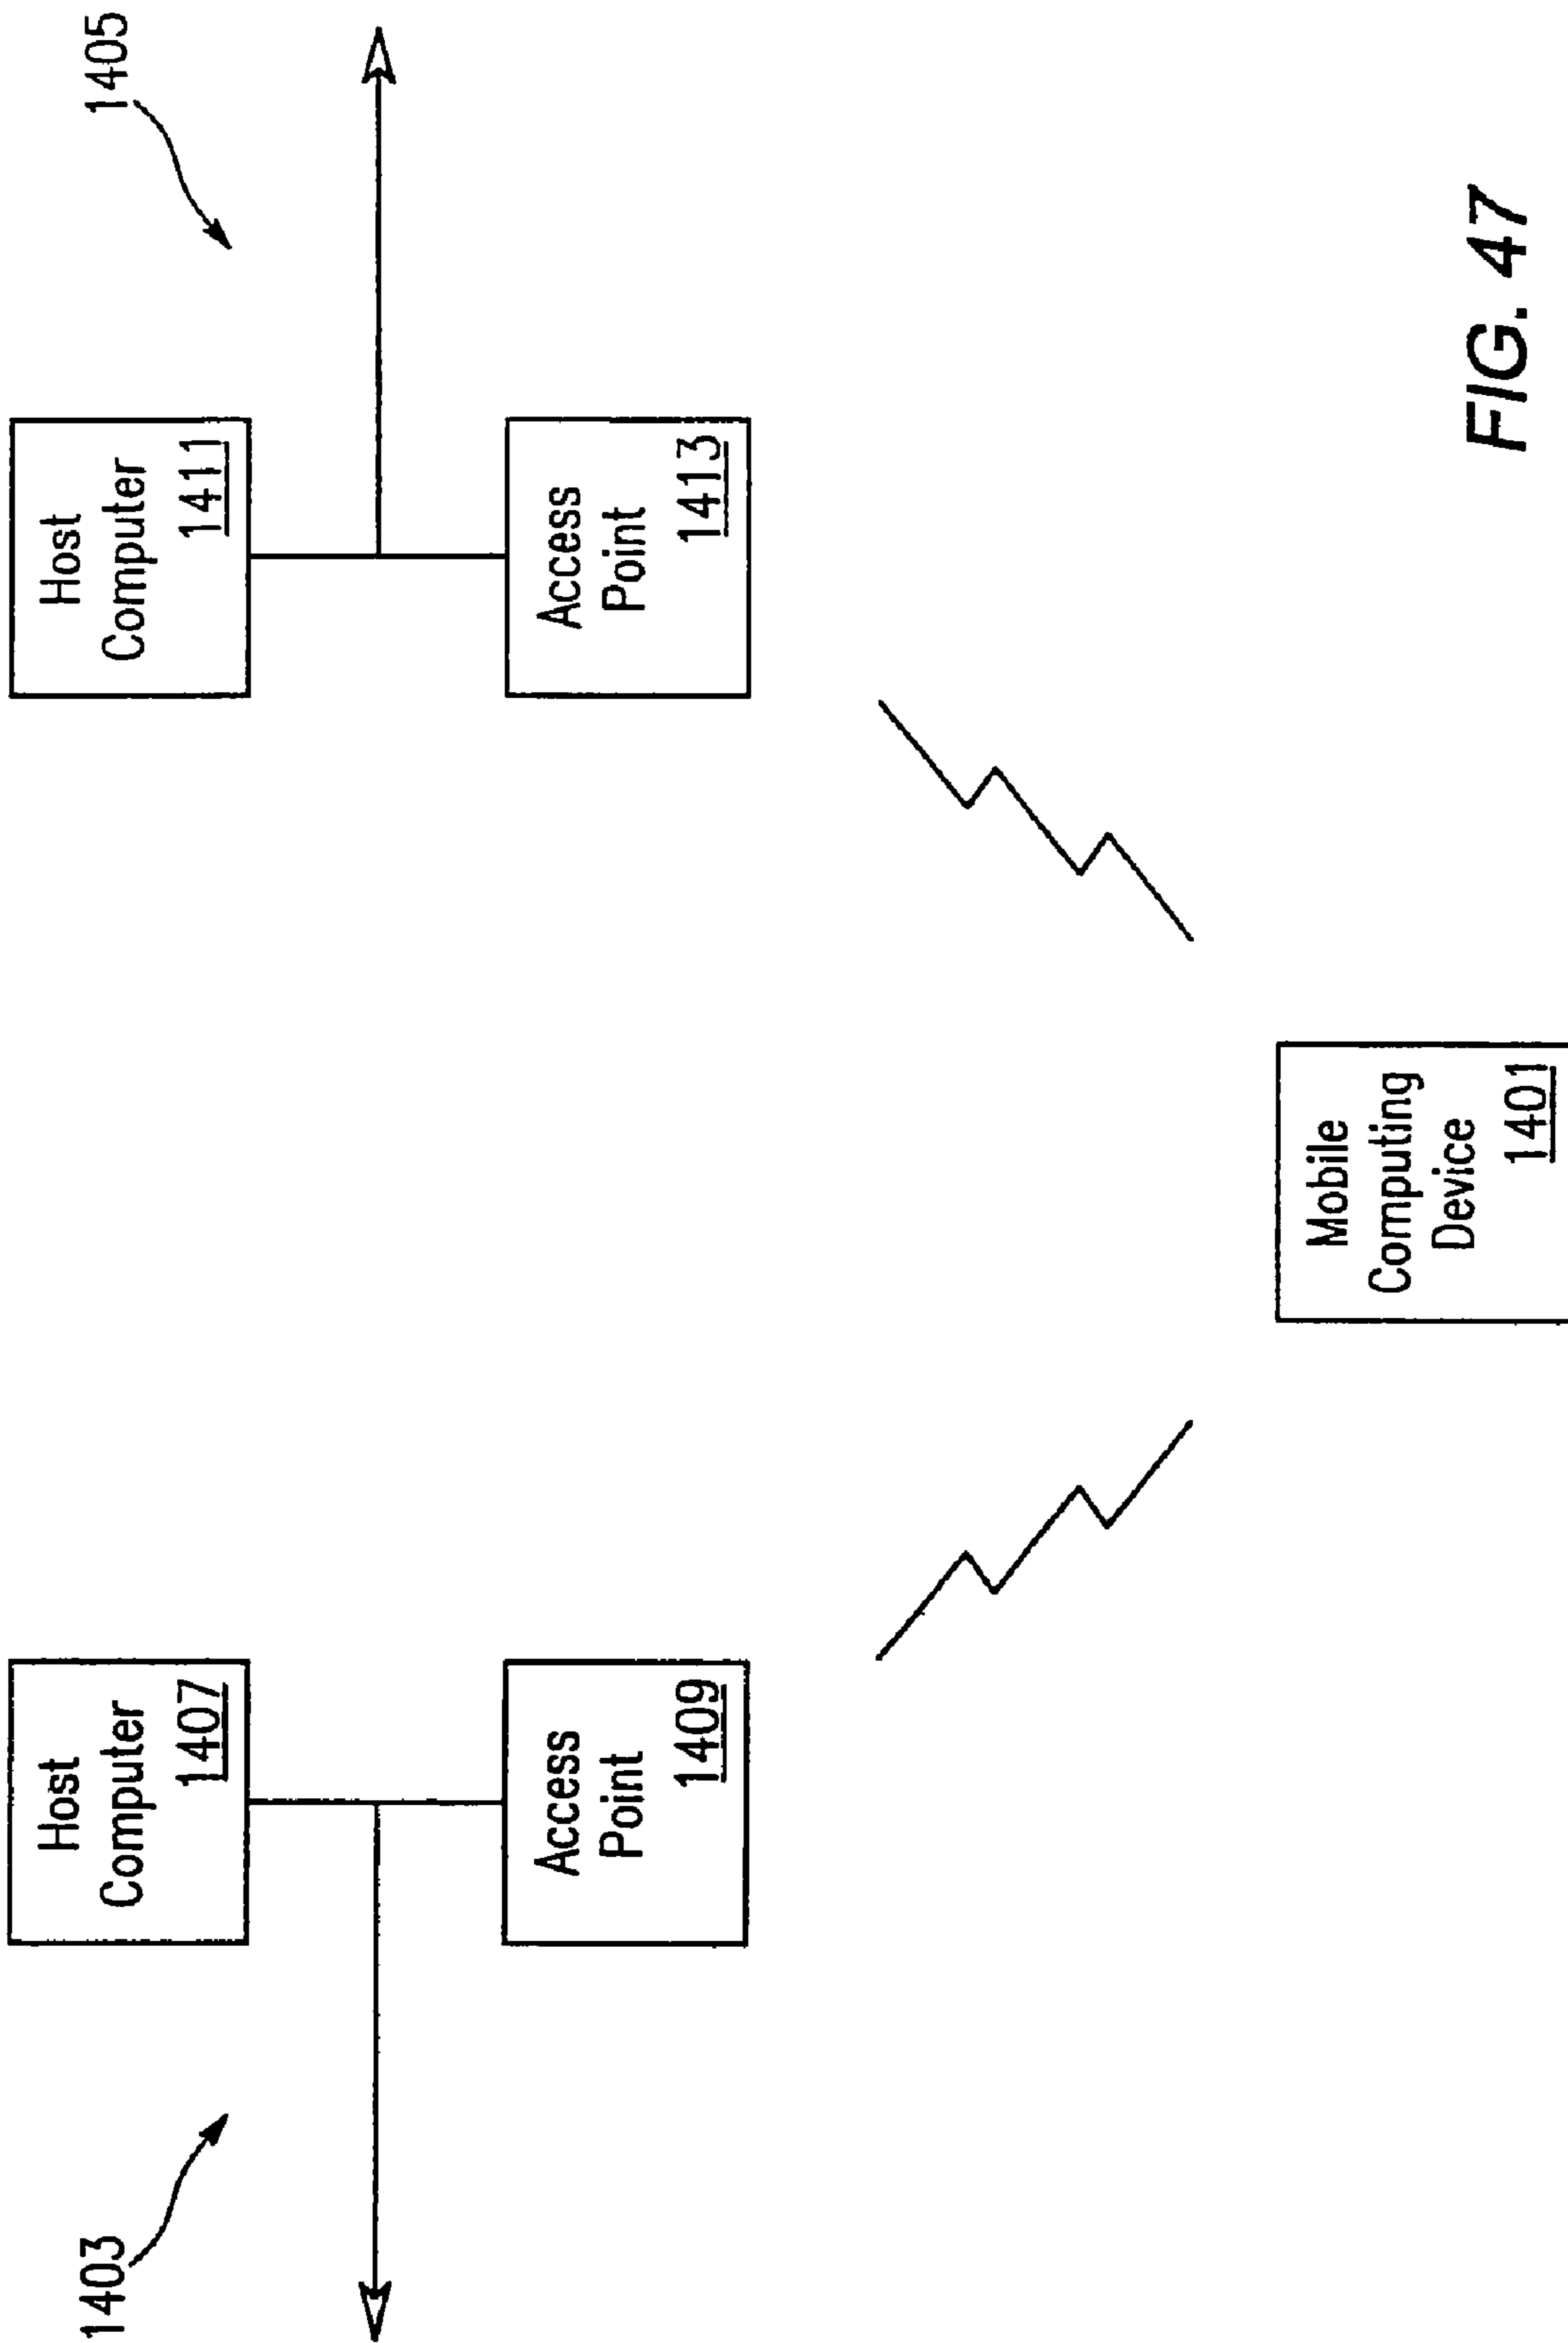 1403
1405
Host
Computer
1407
Host
Computer
1411
Access
Point
1409
Access
Point
1413
Mobile
Computing
Device
1401
FIG. 47